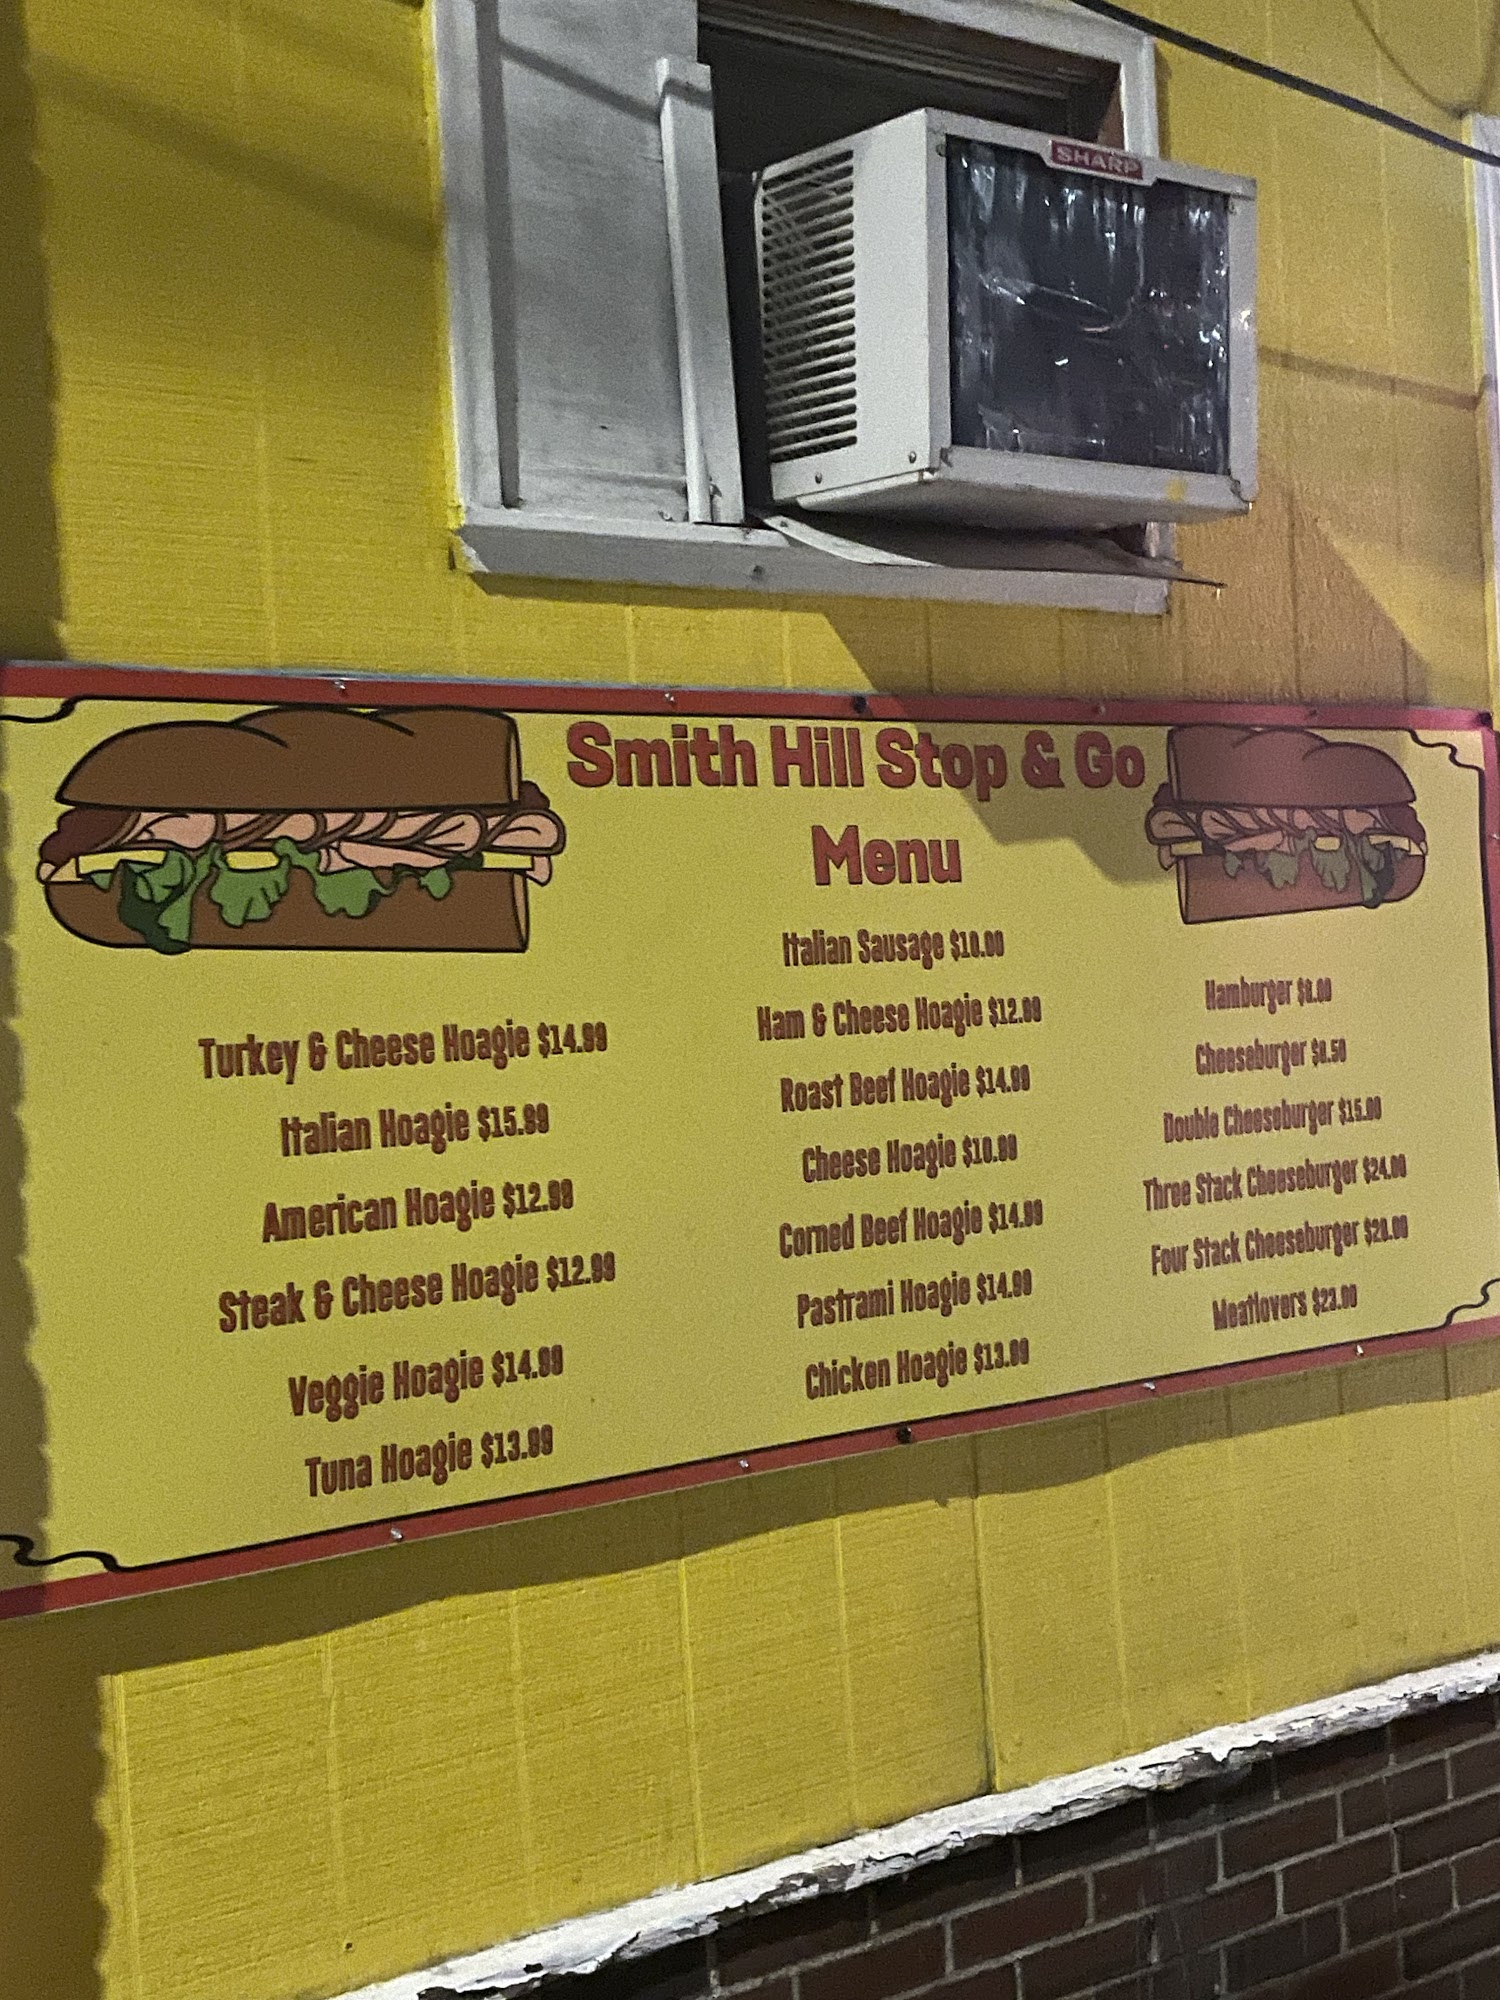 SHARP
Smith Hill Stop & Go
Menu
Turkey & Cheese Hoagie $14.99
Italian Hoagie $15.99
American Hoagie $12.99
Steak & Cheese Hoagie $12.99
Veggie Hoagie $14.99
Tuna Hoagie $13.99
Italian Sausage $10.00
Ham & Cheese Hoagie $12.99
Roast Beef Hoagie $14.99
Cheese Hoagie $10.99
Corned Beef Hoagie $14.99
Pastrami Hoagie $14.99
Chicken Hoagie $13.99
Hamburger
Cheeseburger
Double Cheeseburger $15.00
Three Stack Cheeseburger $24.00
Four Stack Cheeseburger
Meatlovers $23.00